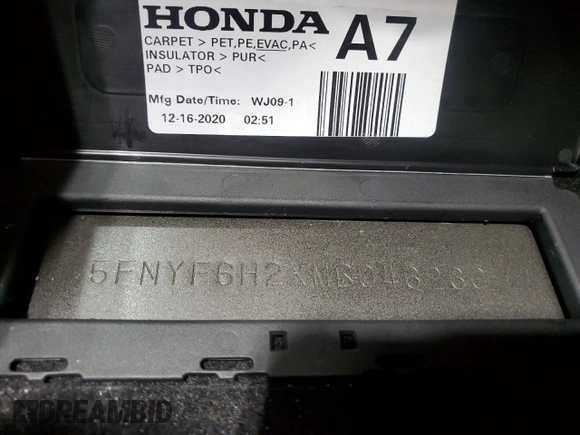 HONDA A7
CARPET > PET,PE,EVAC,PA<
INSULATOR > PUR<
PAD > TPO<
Mfg Date/Time: WJ09-1
12-16-2020 02:51
DREAMBID